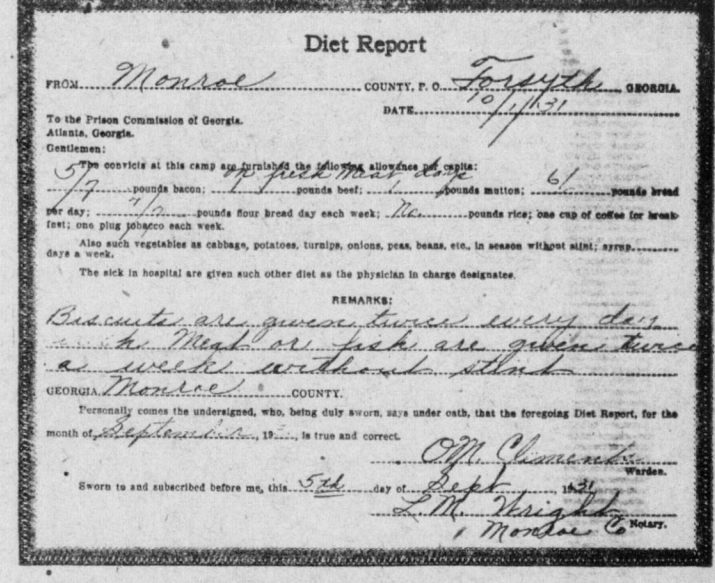 Diet Report
FROM Monroe COUNTY, P. O. Forsyth, GEORGIA.
DATE 10/1/31
To the Prison Commission of Georgia.
Atlanta, Georgia.
Gentlemen:
The convicts at this camp are furnished the following allowance per capita:
5/7 pounds bacon; on fresh meat days pounds beef; pounds mutton; pounds bread
per day; pounds flour bread day each week; No pounds rice; one cup of coffee for break-
fast; one plug tobacco each week.
Also such vegetables as cabbage, potatoes, turnips, onions, peas, beans, etc., in season without stint; syrup
days a week.
The sick in hospital are given such other diet as the physician in charge designates.
REMARKS:
Biscuits are given twice every day
Meat or fish are given twice
a week without stint
GEORGIA, Monroe COUNTY.
Personally comes the undersigned, who, being duly sworn, says under oath, that the foregoing Diet Report, for the
month of September, 19, is true and correct.
O.M. Climents
Warden.
Sworn to and subscribed before me, this 5th day of Sept, 1931
L. M. Wright
Notary.
Monroe Co